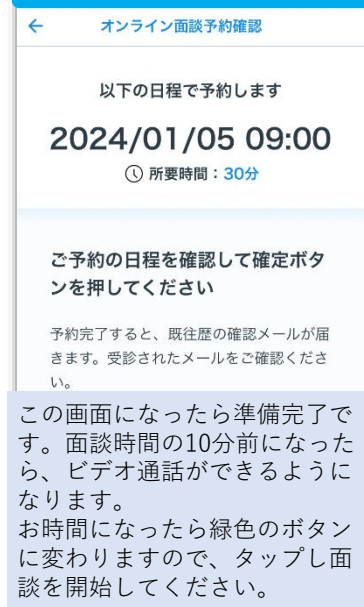 ← オンライン面談予約確認
以下の日程で予約します
2024/01/05 09:00
所要時間：30分
ご予約の日程を確認して確定ボタ
ンを押してください
予約完了すると、既往歴の確認メールが届
きます。受診されたメールをご確認くださ
い。
この画面になったら準備完了で
す。面談時間の10分前になった
ら、ビデオ通話ができるように
なります。
お時間になったら緑色のボタン
に変わりますので、タップし面
談を開始してください。